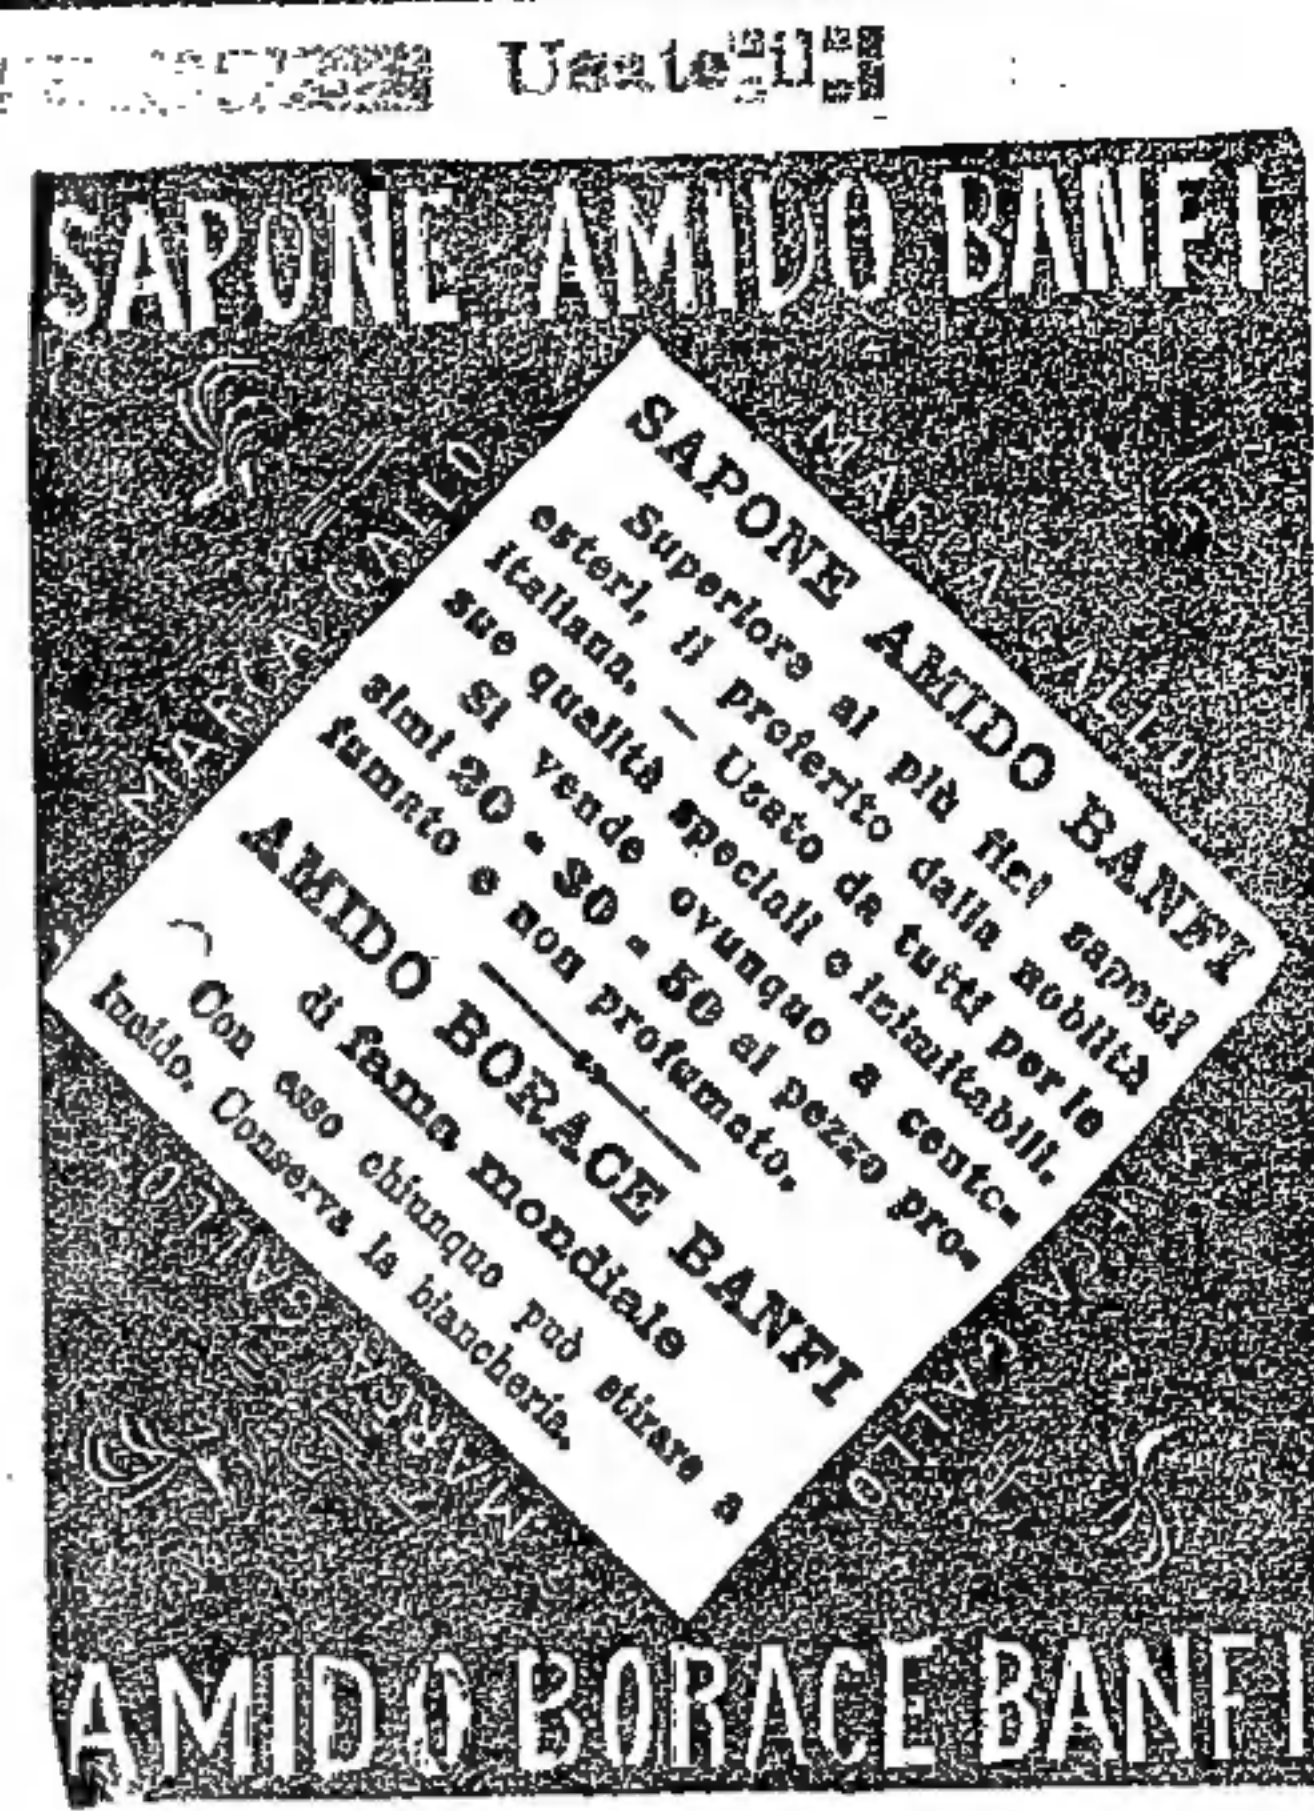 Usate il
SAPONE AMIDO BANFI
MARCA GALLO
MARCA GALLO
SAPONE AMIDO BANFI
Superiore ai più fini saponi
esteri, il preferito dalla nobiltà
italiana. — Usato da tutti per le
sue qualità speciali e inimitabili.
Si vende ovunque a cente-
simi 20 - 30 - 50 al pezzo pro-
fumato e non profumato.
AMIDO BORACE BANFI
di fama mondiale
Con esso chiunque può stirare a
lucido. Conserva la biancheria.
MARCA GALLO
MARCA GALLO
AMIDO BORACE BANFI